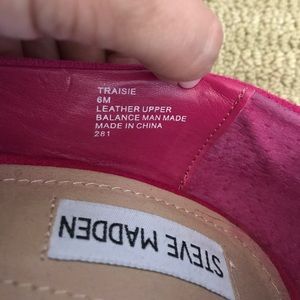 TRAISIE
6M
LEATHER UPPER
BALANCE MAN MADE
MADE IN CHINA
281
STEVE MADDEN